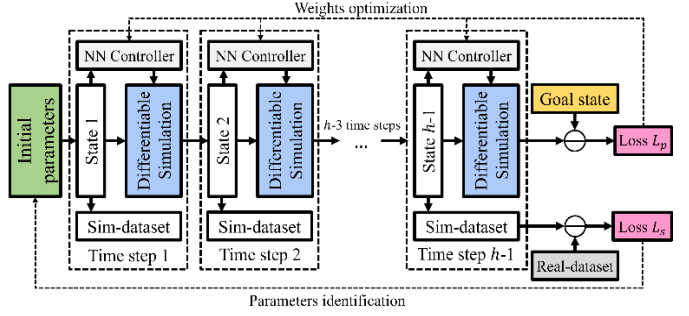 Weights optimization
NN Controller
NN Controller
NN Controller
Initial
parameters
State 1
Differentiable
Simulation
State 2
Differentiable
Simulation
h-3 time steps
...
State h-1
Differentiable
Simulation
Goal state
Loss Lp
Sim-dataset
Sim-dataset
Sim-dataset
Loss Ls
Time step 1
Time step 2
Time step h-1
Real-dataset
Parameters identification